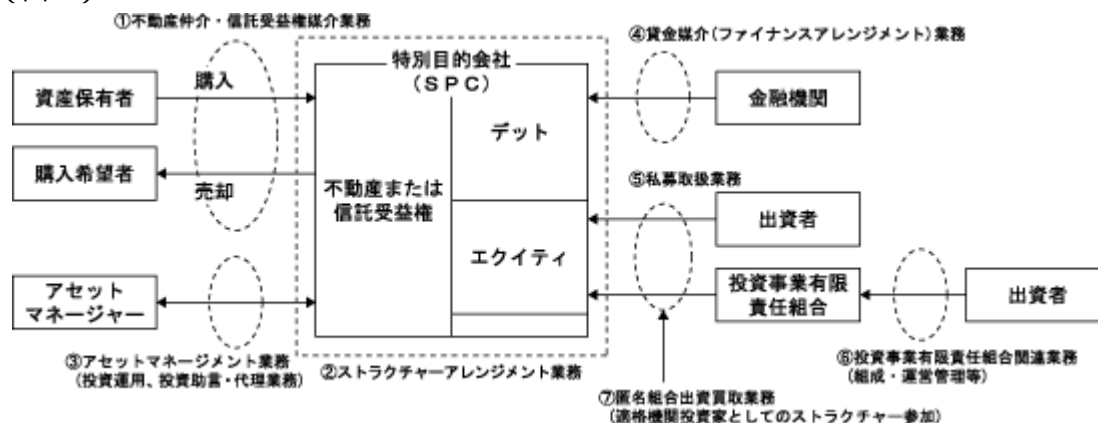 ①不動産仲介・信託受益権媒介業務
資産保有者
購入
購入希望者
売却
アセット
マネージャー
③アセットマネージメント業務
(投資運用、投資助言・代理業務)
特別目的会社
(SPC)
不動産または
信託受益権
デット
エクイティ
②ストラクチャーアレンジメント業務
④貸金媒介(ファイナンスアレンジメント)業務
金融機関
⑤私募取扱業務
出資者
投資事業有限
責任組合
出資者
⑥投資事業有限責任組合関連業務
(組成・運営管理等)
⑦匿名組合出資買取業務
(適格機関投資家としてのストラクチャー参加)